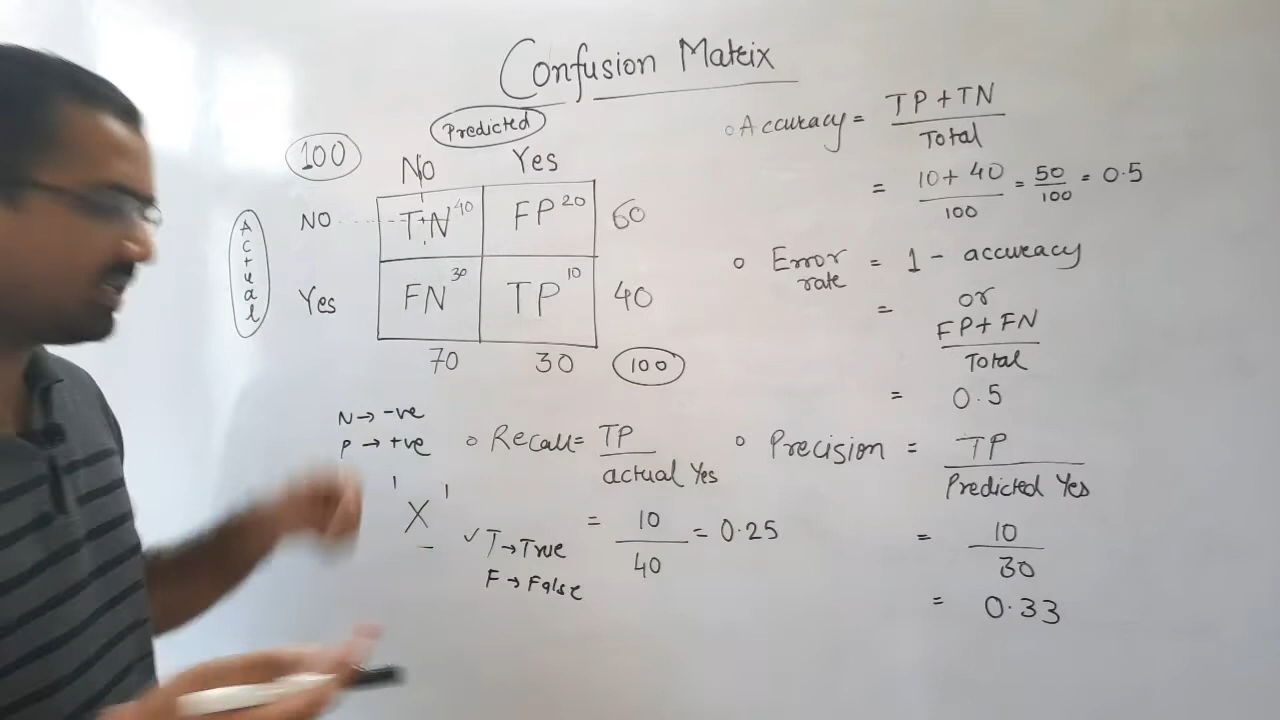 Confusion Matrix
Predicted
100
No Yes
Actual
NO TN 40 FP 20 60
Yes FN 30 TP 10 40
70 30 100
N → -ve
P → +ve
' X '
✓ T → True
F → False
Recall = TP / actual Yes
= 10 / 40 = 0.25
Accuracy = TP + TN / Total
= 10 + 40 / 100 = 50 / 100 = 0.5
Error rate = 1 - accuracy
or
= FP + FN / Total
= 0.5
Precision = TP / Predicted Yes
= 10 / 30
= 0.33